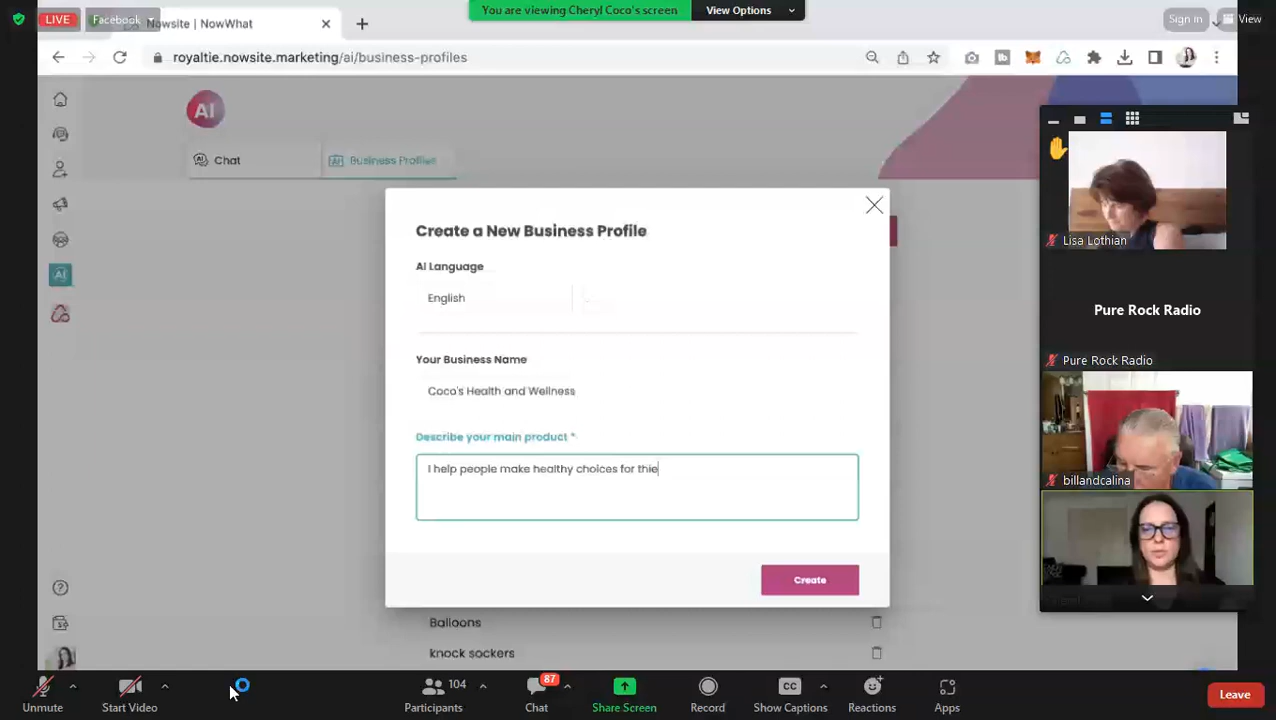 LIVE
Facebook
You are viewing Cheryl Coco's screen
View Options
Sign in
View
Nowsite | NowWhat
royaltie.nowsite.marketing/ai/business-profiles
AI
Chat
Business Profiles
Create a New Business Profile
AI Language
English
Your Business Name
Coco's Health and Wellness
Describe your main product *
I help people make healthy choices for thie
Create
Balloons
knock sockers
Lisa Lothian
Pure Rock Radio
Pure Rock Radio
billandcalina
Unmute
Start Video
104
Participants
87
Chat
Share Screen
Record
CC
Show Captions
Reactions
Apps
Leave